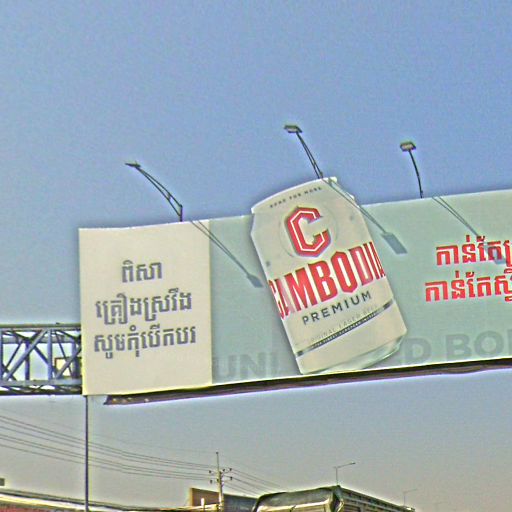 ពិសា
គ្រឿងស្រវឹង
សូមកុំបើកបរ
C
CAMBODIA
PREMIUM
កាន់តែ
កាន់តែ